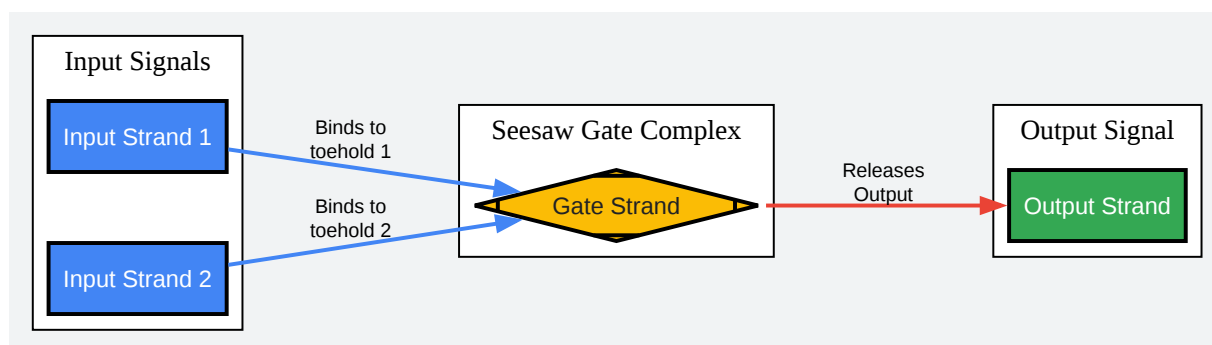 Input Signals
Input Strand 1
Input Strand 2
Binds to
toehold 1
Binds to
toehold 2
Seesaw Gate Complex
Gate Strand
Releases
Output
Output Signal
Output Strand